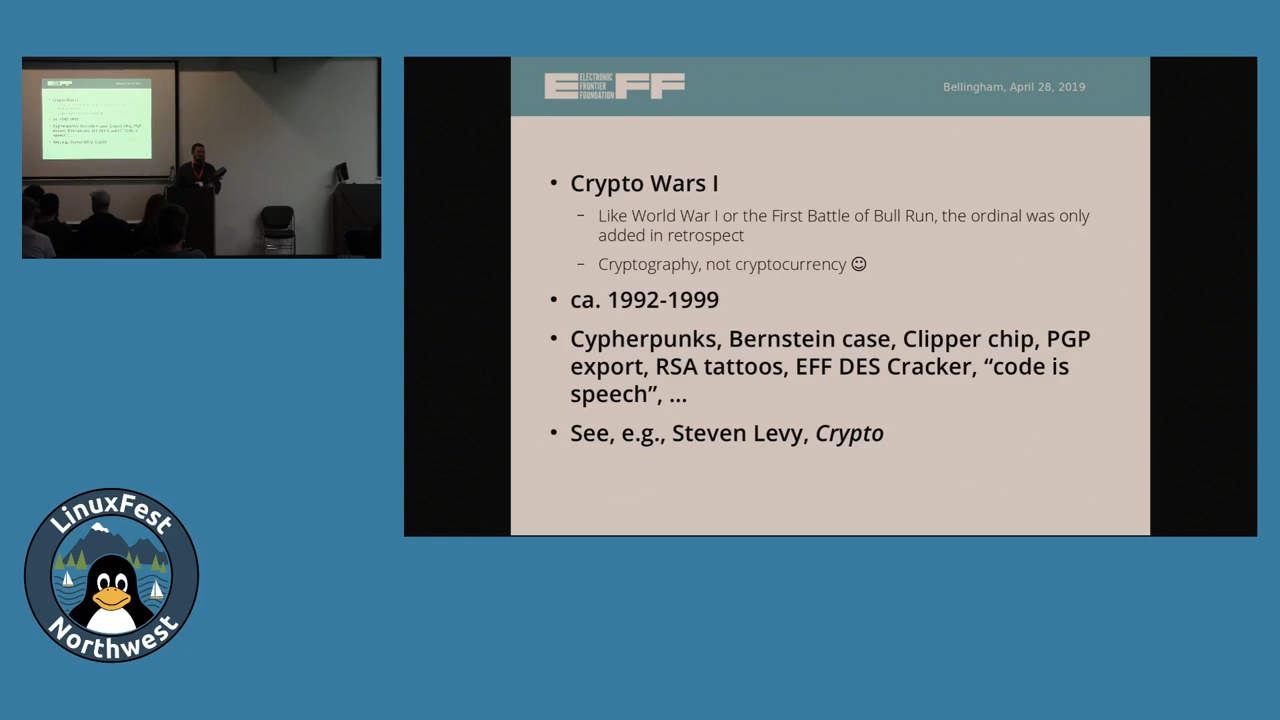 ELECTRONIC
FRONTIER
FOUNDATION
EFF
Bellingham, April 28, 2019
• Crypto Wars I
– Like World War I or the First Battle of Bull Run, the ordinal was only
added in retrospect
– Cryptography, not cryptocurrency ☺
• ca. 1992-1999
• Cypherpunks, Bernstein case, Clipper chip, PGP
export, RSA tattoos, EFF DES Cracker, “code is
speech”, ...
• See, e.g., Steven Levy, Crypto
LinuxFest
Northwest